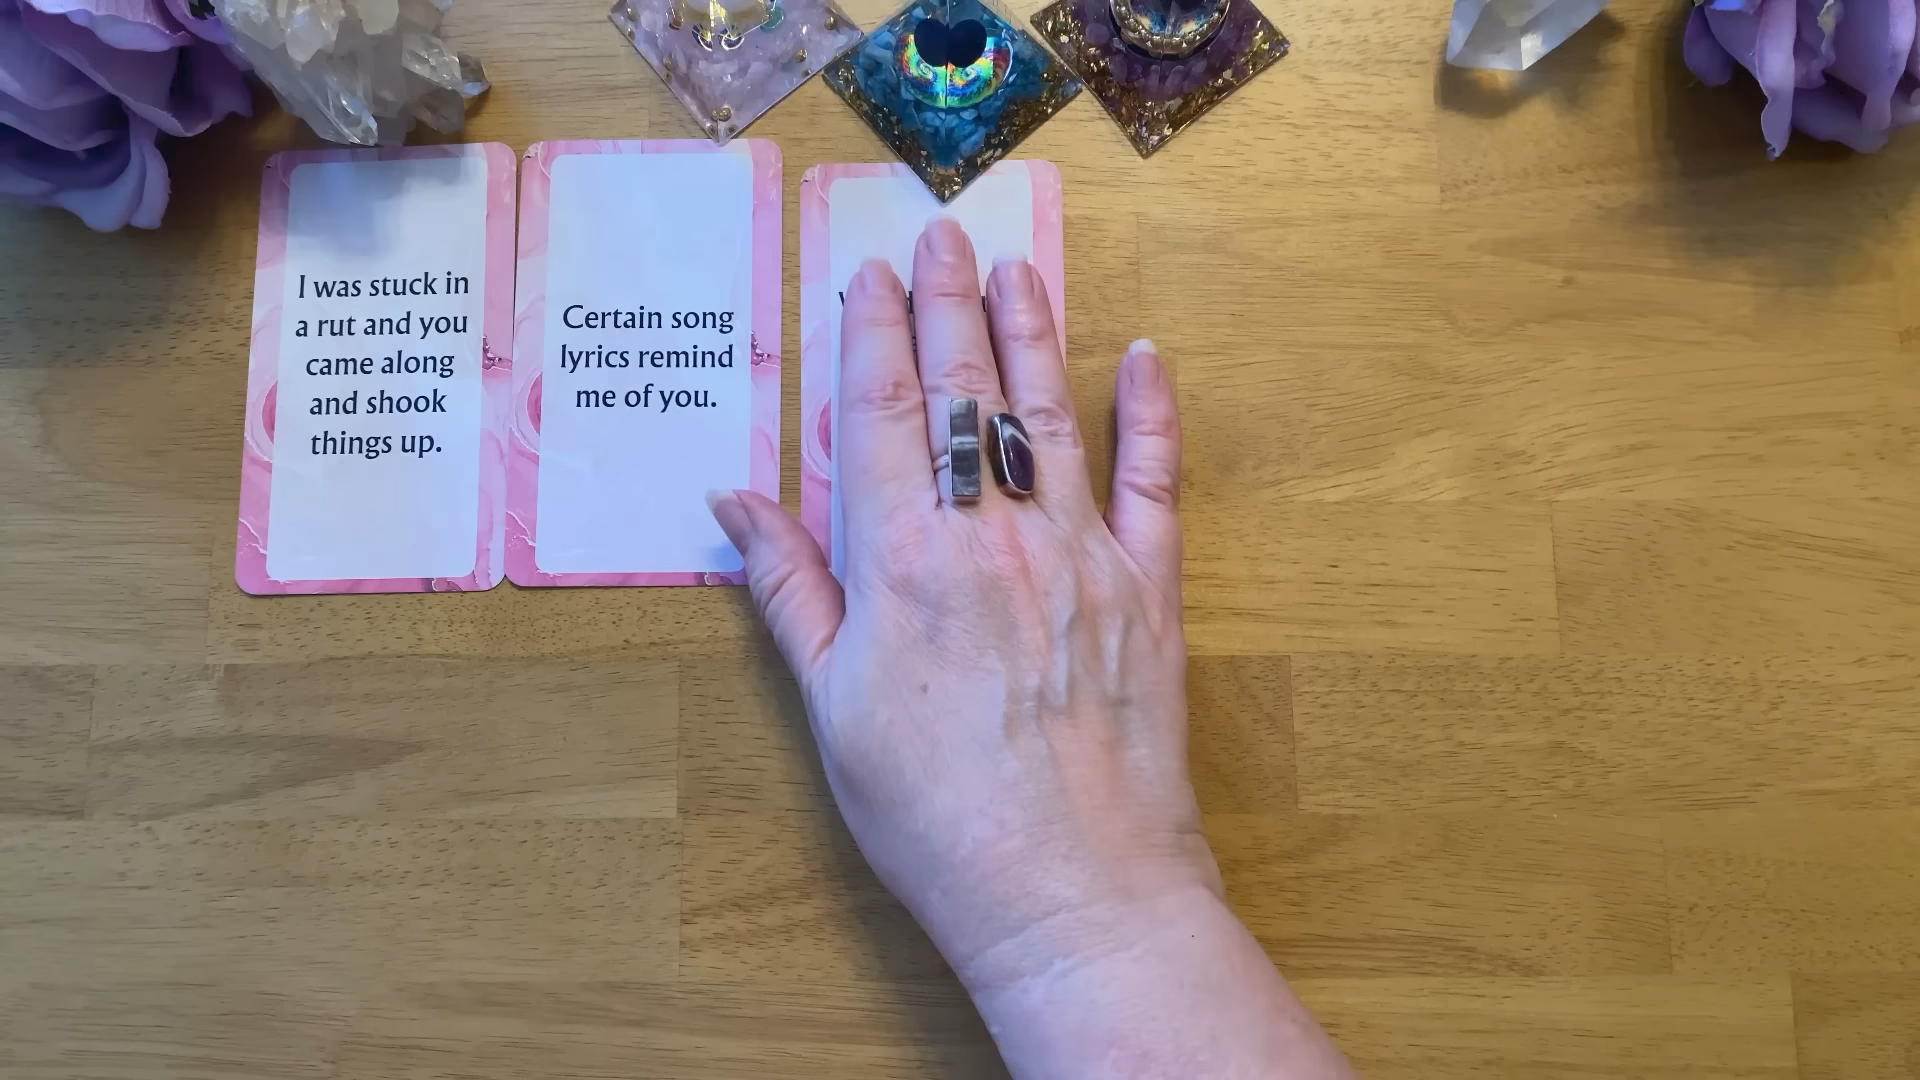 I was stuck in
a rut and you
came along
and shook
things up.
Certain song
lyrics remind
me of you.